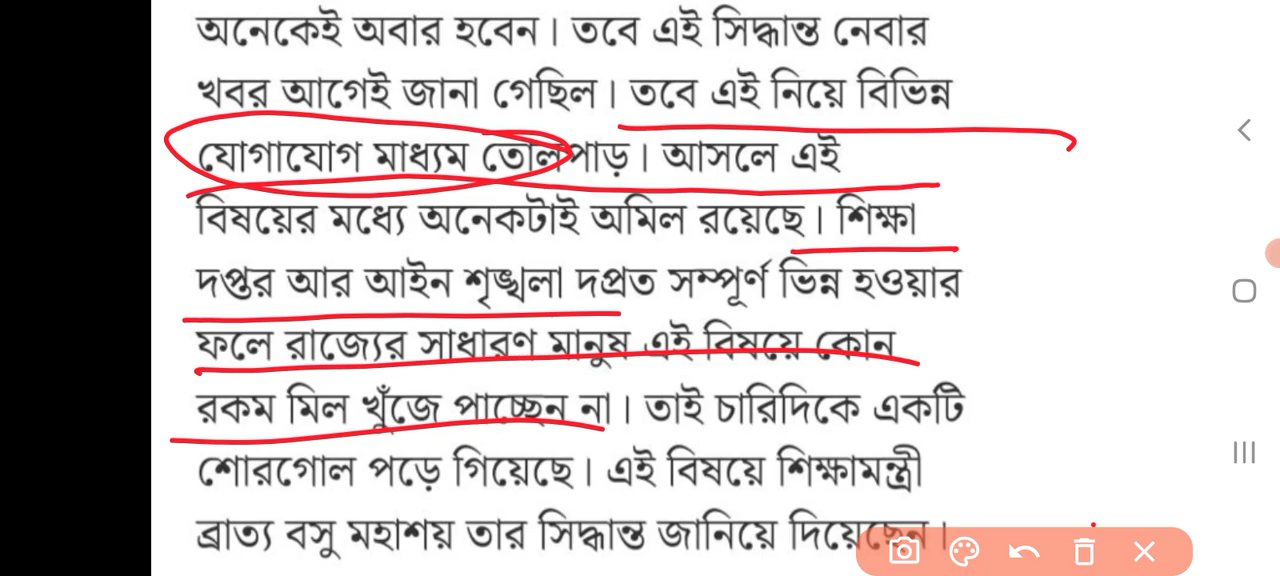 অনেকেই অবার হবেন। তবে এই সিদ্ধান্ত নেবার
খবর আগেই জানা গেছিল। তবে এই নিয়ে বিভিন্ন
যোগাযোগ মাধ্যম তোলপাড়। আসলে এই
বিষয়ের মধ্যে অনেকটাই অমিল রয়েছে। শিক্ষা
দপ্তর আর আইন শৃঙ্খলা দপ্রত সম্পূর্ণ ভিন্ন হওয়ার
ফলে রাজ্যের সাধারণ মানুষ এই বিষয়ে কোন
রকম মিল খুঁজে পাচ্ছেন না। তাই চারিদিকে একটি
শোরগোল পড়ে গিয়েছে। এই বিষয়ে শিক্ষামন্ত্রী
ব্রাত্য বসু মহাশয় তার সিদ্ধান্ত জানিয়ে দিয়েছেন।